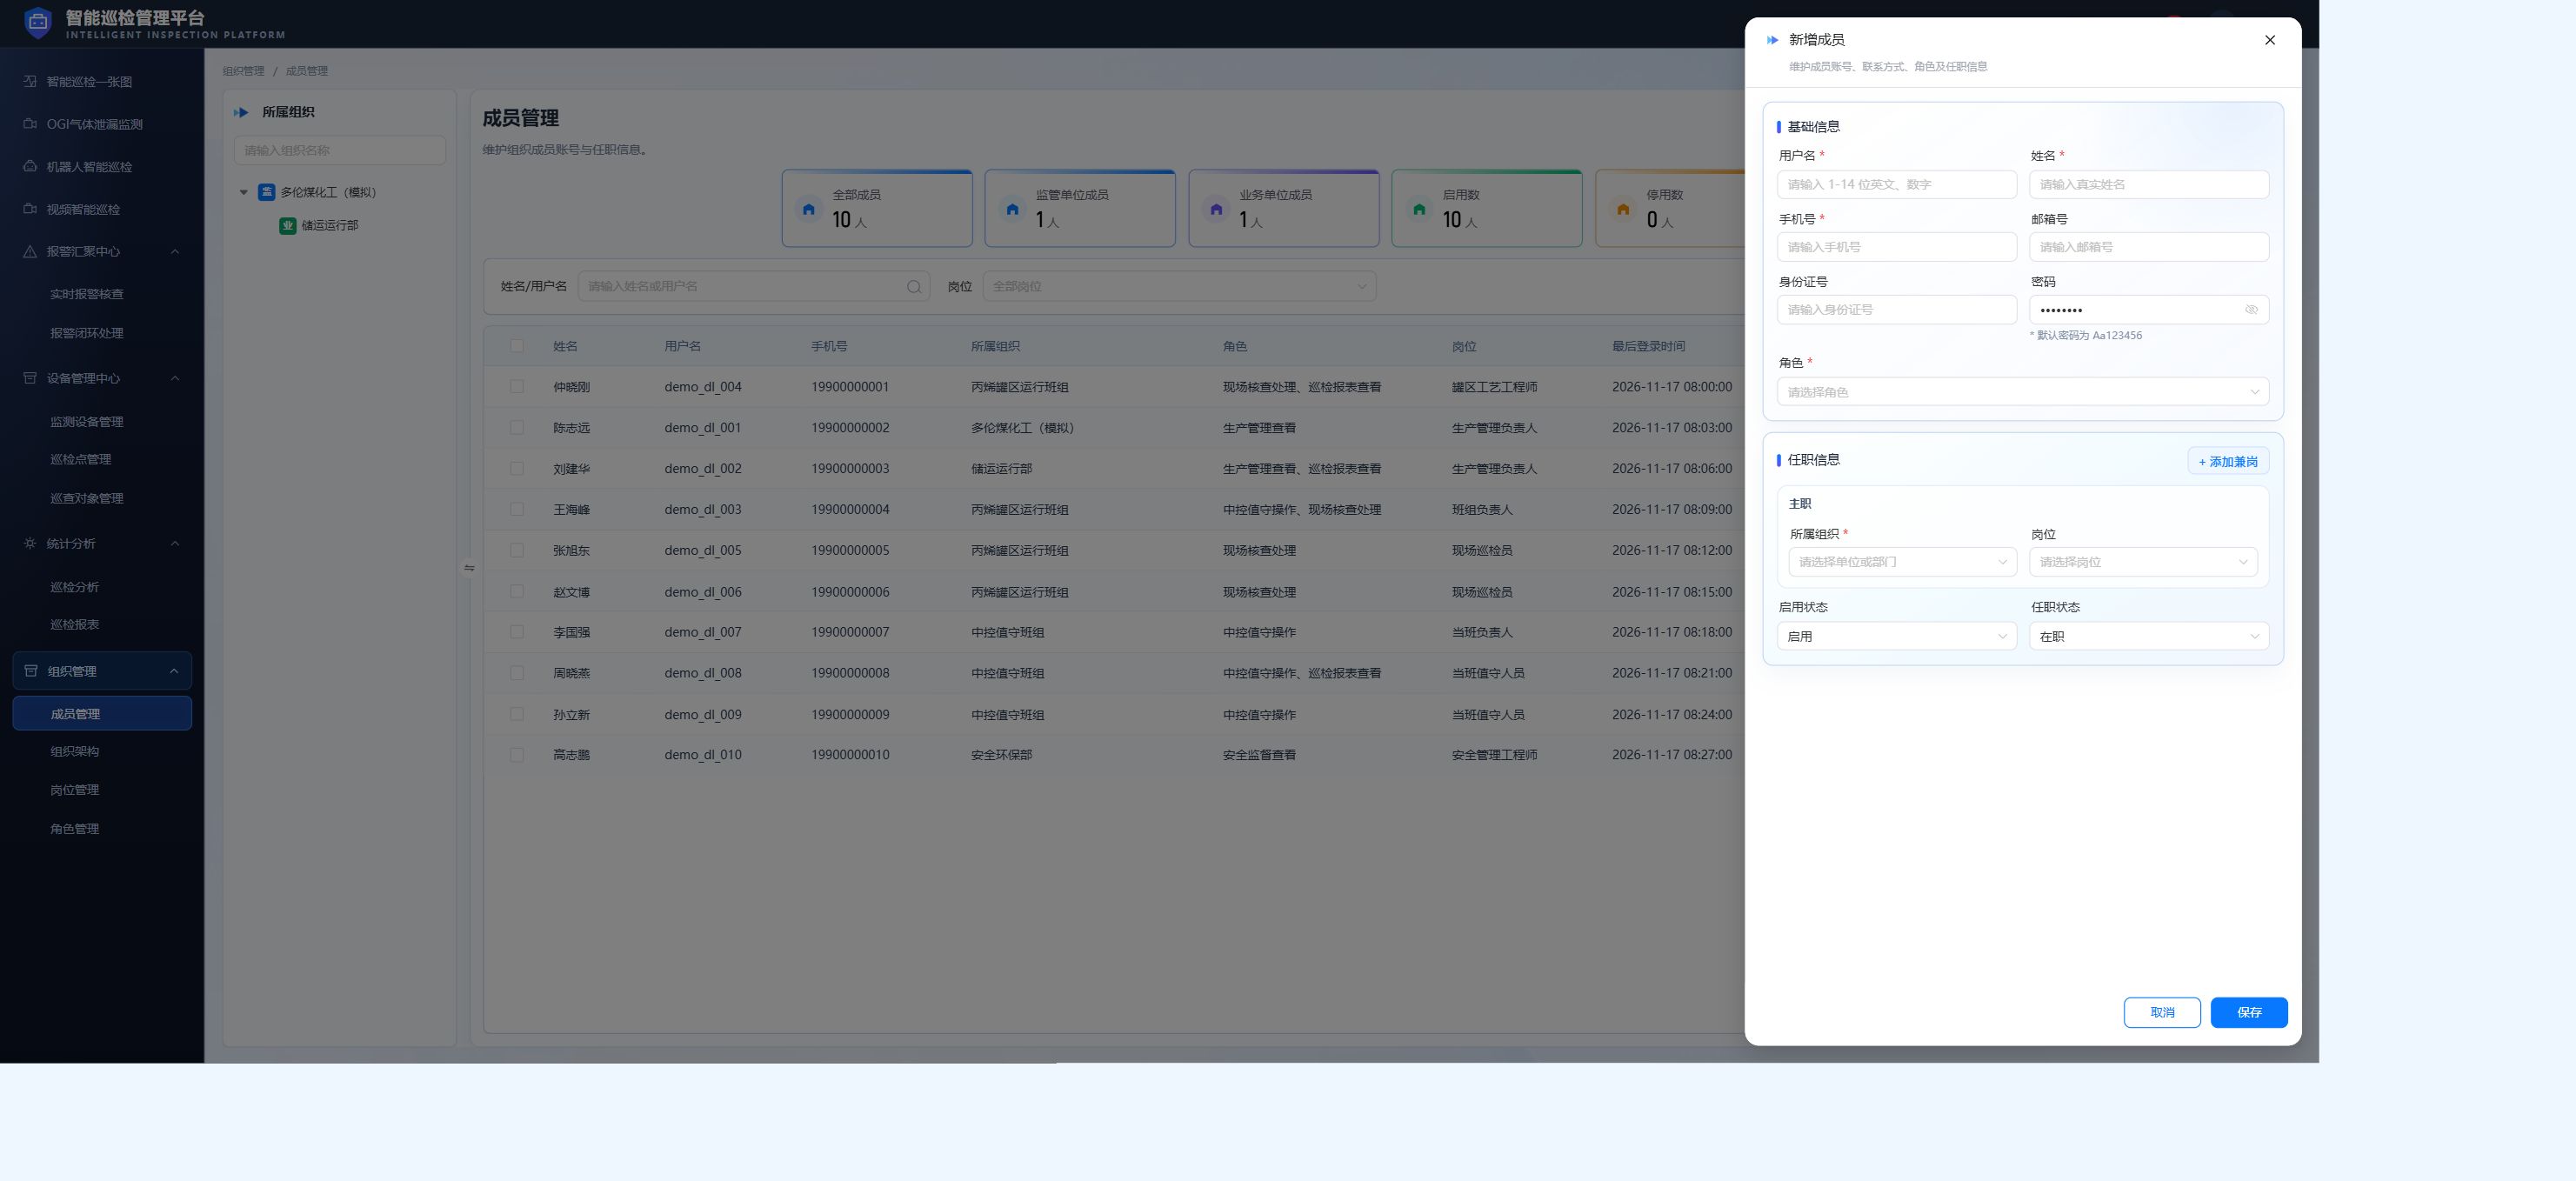 智能巡检管理平台
INTELLIGENT INSPECTION PLATFORM
智能巡检一张图
OGI气体泄漏监测
机器人智能巡检
视频智能巡检
报警汇聚中心
实时报警核查
报警闭环处理
设备管理中心
监测设备管理
巡检点管理
巡查对象管理
统计分析
巡检分析
巡检报表
组织管理
成员管理
组织架构
岗位管理
角色管理
组织管理 / 成员管理
所属组织
请输入组织名称
多伦煤化工（模拟）
业 储运运行部
成员管理
维护组织成员账号与任职信息。
全部成员 10 人
监管单位成员 1 人
业务单位成员 1 人
启用数 10 人
停用数 0 人
姓名/用户名 请输入姓名或用户名 岗位 全部岗位
姓名 用户名 手机号 所属组织 角色 岗位 最后登录时间
仲晓刚 demo_dl_004 19900000001 丙烯罐区运行班组 现场核查处理、巡检报表查看 罐区工艺工程师 2026-11-17 08:00:00
陈志远 demo_dl_001 19900000002 多伦煤化工（模拟） 生产管理查看 生产管理负责人 2026-11-17 08:03:00
刘建华 demo_dl_002 19900000003 储运运行部 生产管理查看、巡检报表查看 生产管理负责人 2026-11-17 08:06:00
王海峰 demo_dl_003 19900000004 丙烯罐区运行班组 中控值守操作、现场核查处理 班组负责人 2026-11-17 08:09:00
张旭东 demo_dl_005 19900000005 丙烯罐区运行班组 现场核查处理 现场巡检员 2026-11-17 08:12:00
赵文博 demo_dl_006 19900000006 丙烯罐区运行班组 现场核查处理 现场巡检员 2026-11-17 08:15:00
李国强 demo_dl_007 19900000007 中控值守班组 中控值守操作 当班负责人 2026-11-17 08:18:00
周晓燕 demo_dl_008 19900000008 中控值守班组 中控值守操作、巡检报表查看 当班值守人员 2026-11-17 08:21:00
孙立新 demo_dl_009 19900000009 中控值守班组 中控值守操作 当班值守人员 2026-11-17 08:24:00
高志鹏 demo_dl_010 19900000010 安全环保部 安全监督查看 安全管理工程师 2026-11-17 08:27:00
新增成员
维护成员账号、联系方式、角色及任职信息
基础信息
用户名 * 姓名 *
请输入 1-14 位英文、数字 请输入真实姓名
手机号 * 邮箱号
请输入手机号 请输入邮箱号
身份证号 密码
请输入身份证号 ••••••••
* 默认密码为 Aa123456
角色 *
请选择角色
任职信息 + 添加兼岗
主职
所属组织 * 岗位
请选择单位或部门 请选择岗位
启用状态 任职状态
启用 在职
取消 保存